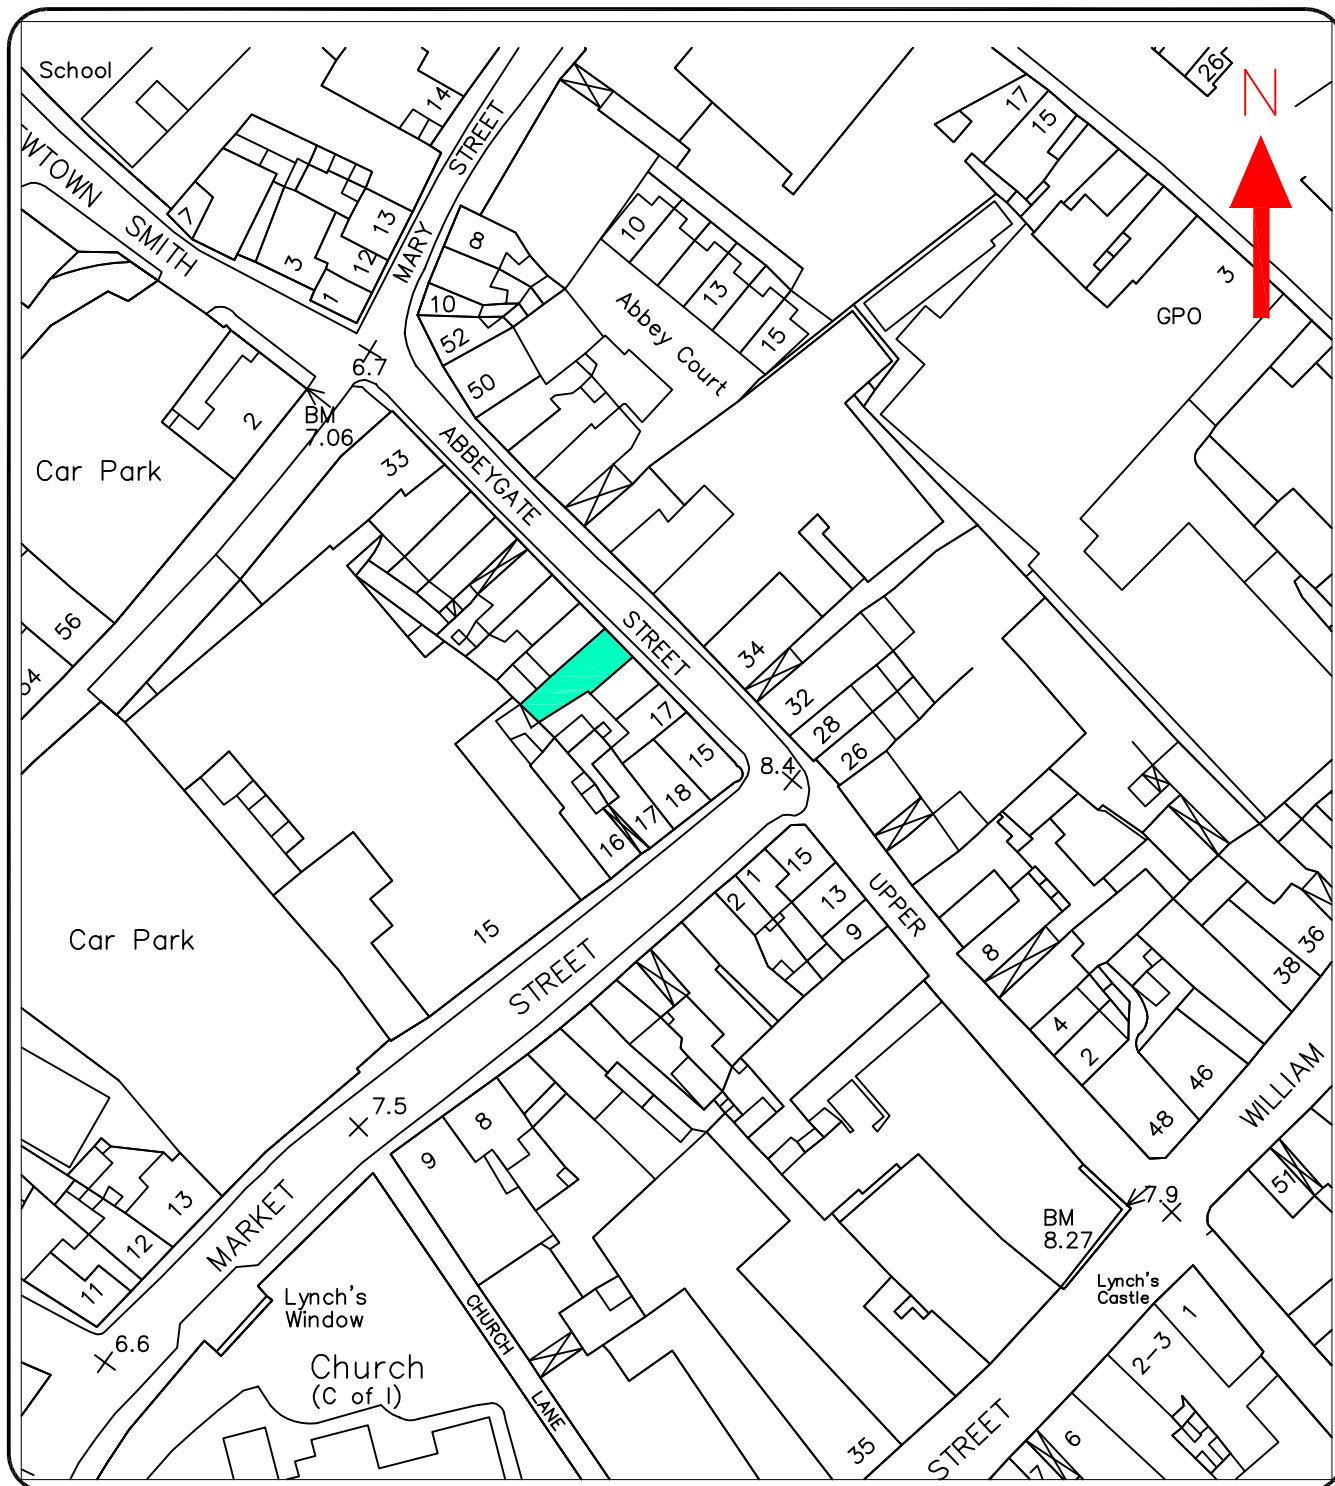 School
26
N
17
15
14
STREET
EWTOWN
SMITH
7
13
3
12
1
MARY
8
10
10
13
15
Abbey Court
3
GPO
52
50
6.7
BM
7.06
2
Car Park
33
ABBEYGATE
STREET
56
54
34
32
28
26
17
15
8.4
18
17
16
15
Car Park
STREET
2
1
15
13
9
UPPER
8
4
2
36
38
46
48
WILLIAM
51
7.5
8
9
13
12
11
MARKET
BM
8.27
7.9
Lynch's
Castle
Lynch's
Window
6.6
Church
(C of I)
CHURCH
LANE
1
2-3
6
7
35
STREET